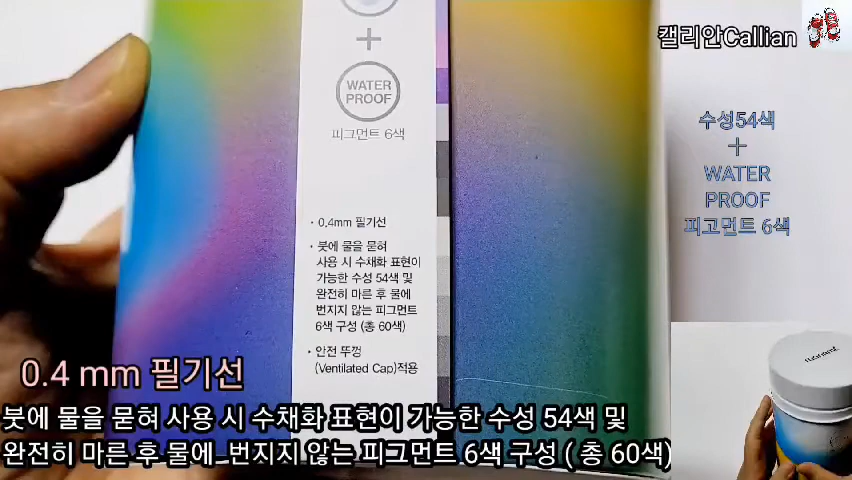 캘리안Callian
+
WATER
PROOF
피그먼트 6색
• 0.4mm 필기선
• 붓에 물을 묻혀
사용 시 수채화 표현이
가능한 수성 54색 및
완전히 마른 후 물에
번지지 않는 피그먼트
6색 구성 (총 60색)
• 안전 뚜껑
(Ventilated Cap)적용
수성54색
+
WATER
PROOF
피고먼트 6색
0.4 mm 필기선
붓에 물을 묻혀 사용 시 수채화 표현이 가능한 수성 54색 및
완전히 마른 후 물에 번지지 않는 피그먼트 6색 구성 ( 총 60색)